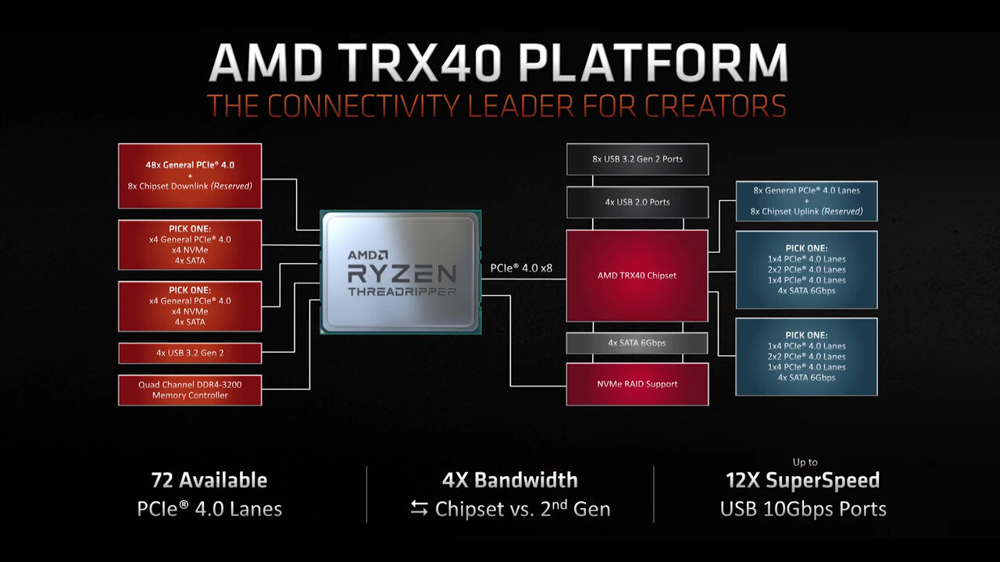 AMD TRX40 PLATFORM
THE CONNECTIVITY LEADER FOR CREATORS
48x General PCIe® 4.0
+
8x Chipset Downlink (Reserved)
PICK ONE:
x4 General PCIe® 4.0
x4 NVMe
4x SATA
PICK ONE:
x4 General PCIe® 4.0
x4 NVMe
4x SATA
4x USB 3.2 Gen 2
Quad Channel DDR4-3200
Memory Controller
AMD
RYZEN
THREADRIPPER
PCIe® 4.0 x8
8x USB 3.2 Gen 2 Ports
4x USB 2.0 Ports
AMD TRX40 Chipset
4x SATA 6Gbps
NVMe RAID Support
8x General PCIe® 4.0 Lanes
+
8x Chipset Uplink (Reserved)
PICK ONE:
1x4 PCIe® 4.0 Lanes
2x2 PCIe® 4.0 Lanes
1x4 PCIe® 4.0 Lanes
4x SATA 6Gbps
PICK ONE:
1x4 PCIe® 4.0 Lanes
2x2 PCIe® 4.0 Lanes
1x4 PCIe® 4.0 Lanes
4x SATA 6Gbps
72 Available
PCIe® 4.0 Lanes
4X Bandwidth
⇆ Chipset vs. 2nd Gen
Up to
12X SuperSpeed
USB 10Gbps Ports